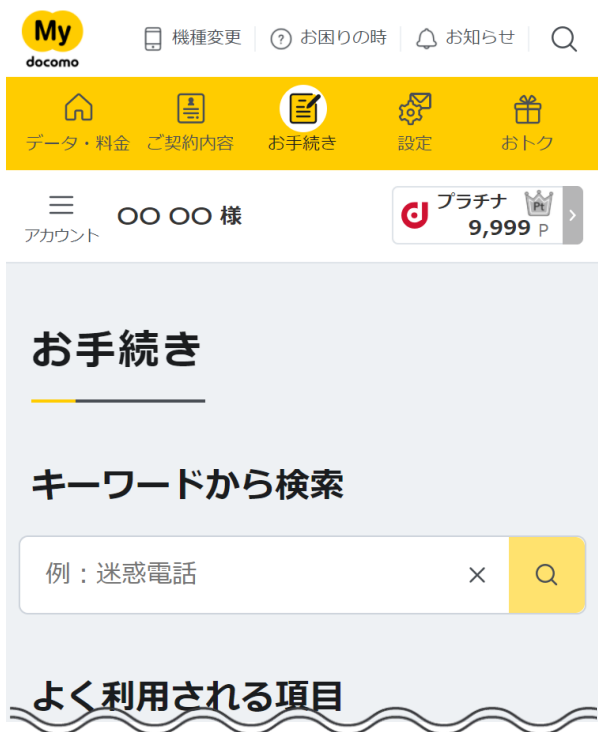 My
docomo
機種変更 ? お困りの時 お知らせ
データ・料金 ご契約内容 お手続き 設定 おトク
アカウント
〇〇 〇〇 様
d プラチナ Pt
9,999 P
お手続き
キーワードから検索
例：迷惑電話
よく利用される項目